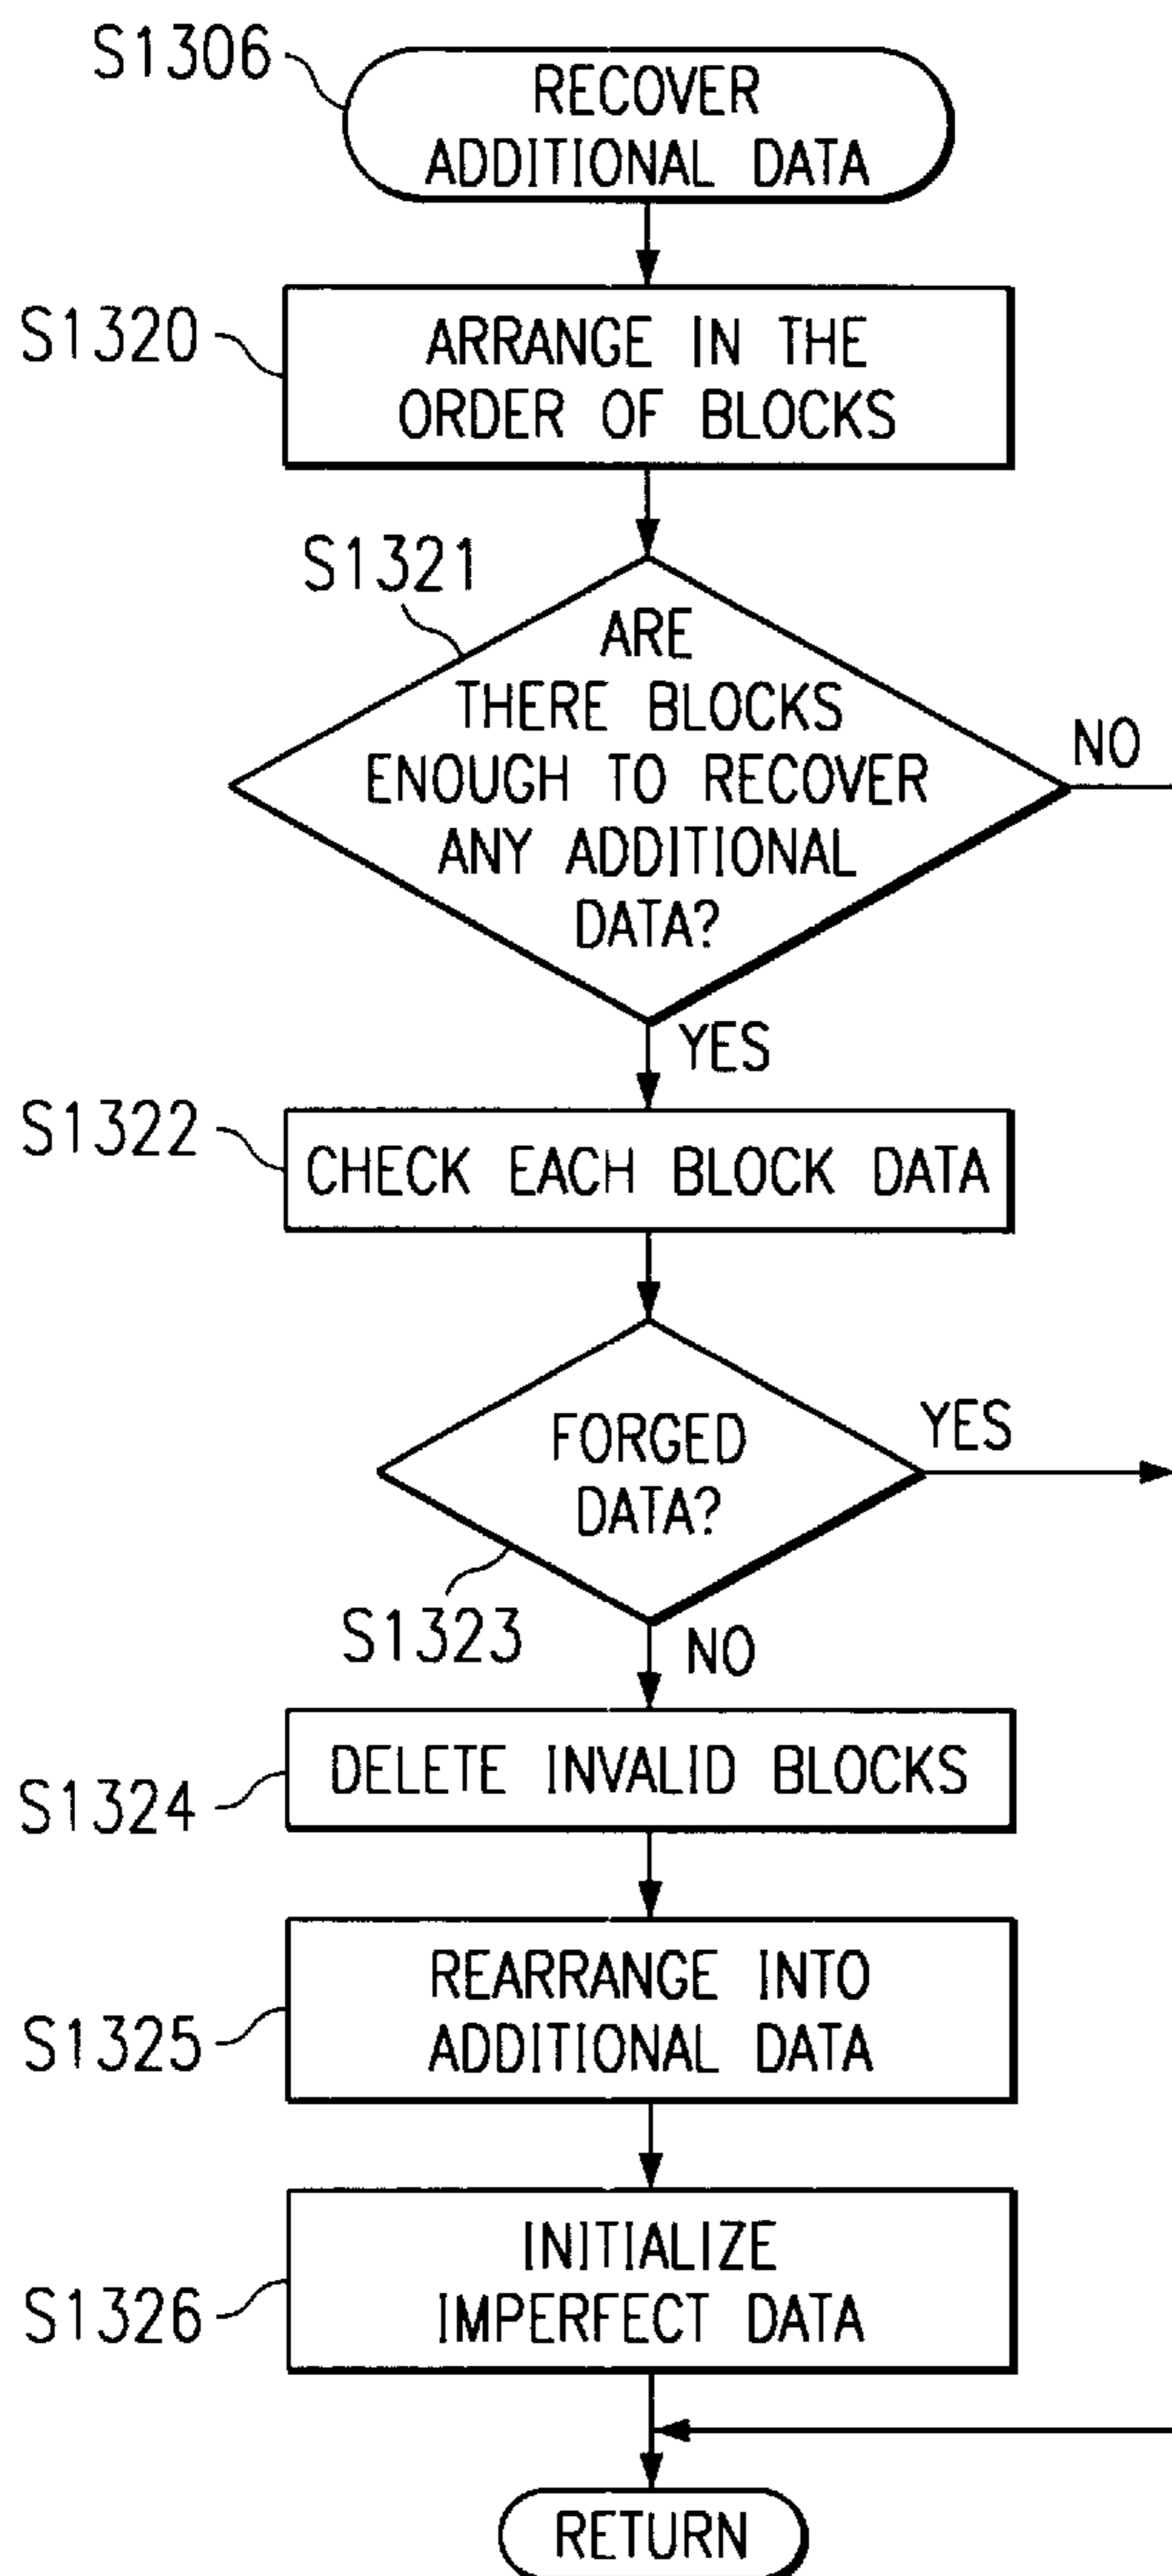 S1306
RECOVER
ADDITIONAL DATA
S1320
ARRANGE IN THE
ORDER OF BLOCKS
S1321
ARE
THERE BLOCKS
ENOUGH TO RECOVER
ANY ADDITIONAL
DATA?
NO
YES
S1322
CHECK EACH BLOCK DATA
FORGED
DATA?
YES
S1323
NO
S1324
DELETE INVALID BLOCKS
S1325
REARRANGE INTO
ADDITIONAL DATA
S1326
INITIALIZE
IMPERFECT DATA
RETURN